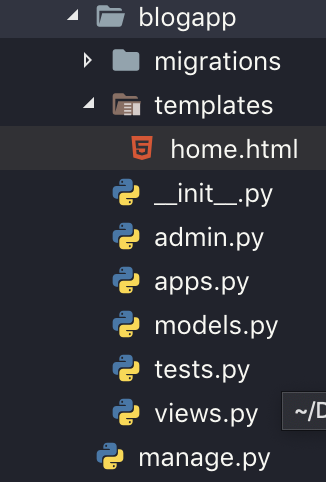 blogapp
migrations
templates
home.html
__init__.py
admin.py
apps.py
models.py
tests.py
views.py
~/D
manage.py